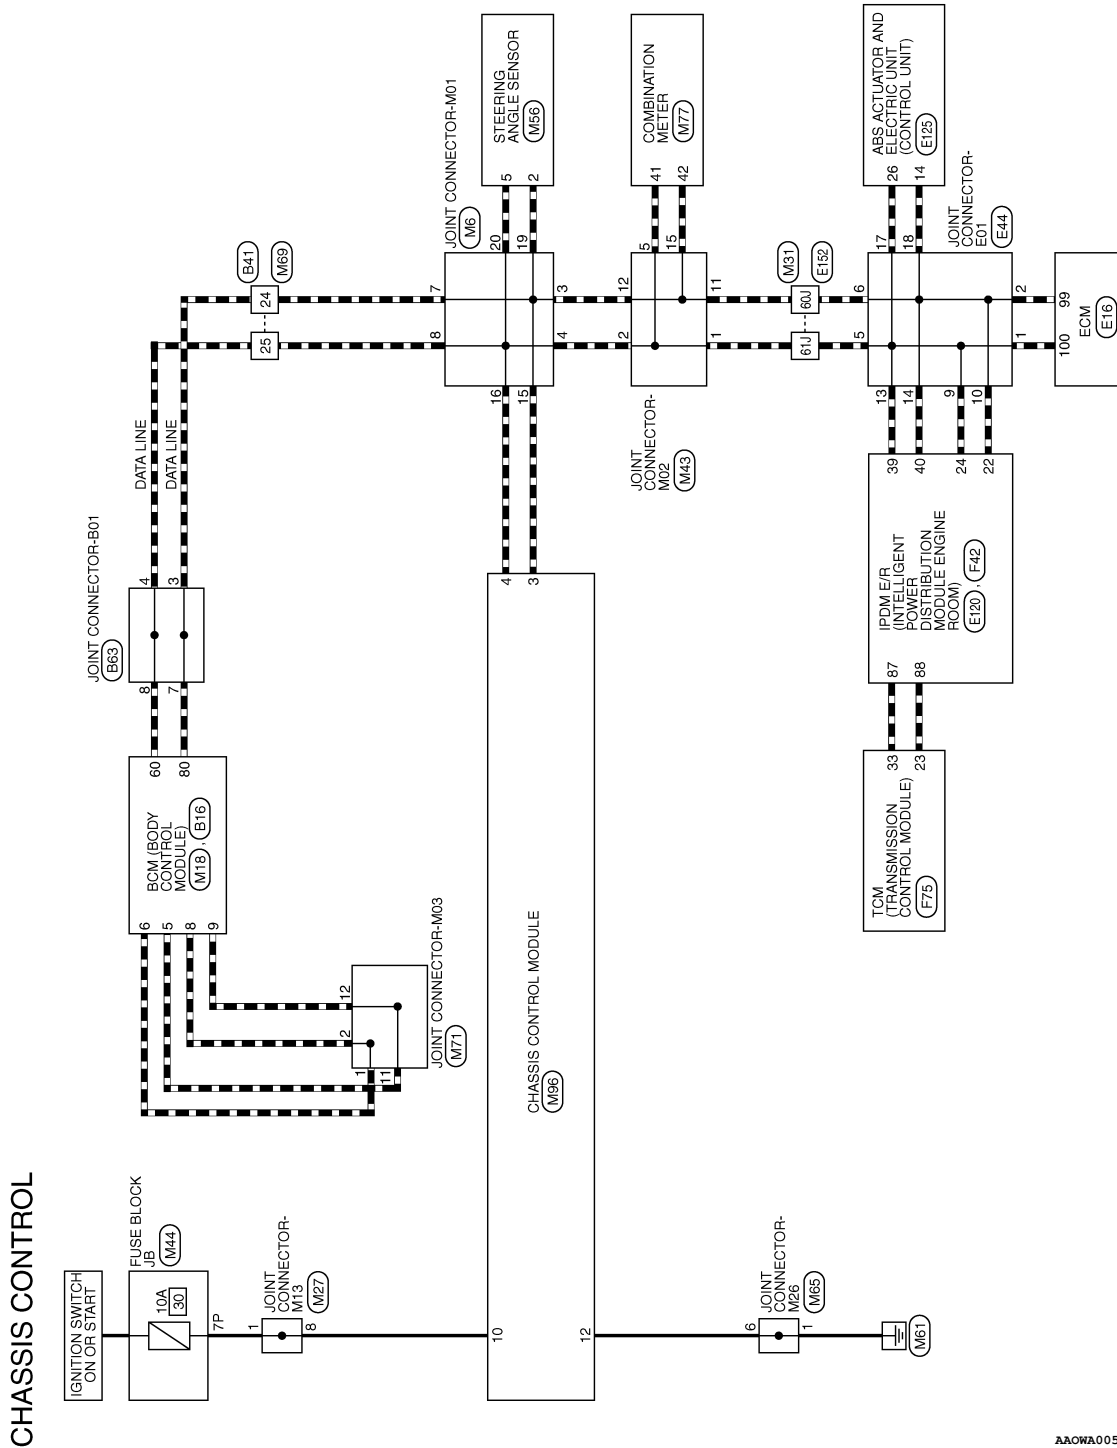 CHASSIS CONTROL
IGNITION SWITCH
ON OR START
FUSE BLOCK
JB
M44
10A
30
7P
1
JOINT
CONNECTOR-
M13
M27
8
10
CHASSIS CONTROL MODULE
M96
12
4
3
6
JOINT
CONNECTOR-
M26
M65
1
M61
BCM (BODY
CONTROL
MODULE)
M18 , B16
6
5
8
9
60
80
12
2
1
11
JOINT CONNECTOR-M03
M71
JOINT CONNECTOR-B01
B63
8
7
4
3
DATA LINE
DATA LINE
B41
M69
24
25
JOINT CONNECTOR-M01
M6
7
8
20
19
16
15
3
4
STEERING
ANGLE SENSOR
M56
5
2
JOINT
CONNECTOR-
M02
M43
12
2
5
15
11
1
COMBINATION
METER
M77
41
42
M31
E152
60J
61J
JOINT
CONNECTOR-
E01
E44
6
5
17
18
13
14
9
10
2
1
ABS ACTUATOR AND
ELECTRIC UNIT
(CONTROL UNIT)
E125
26
14
ECM
E16
99
100
IPDM E/R
(INTELLIGENT
POWER
DISTRIBUTION
MODULE ENGINE
ROOM)
E120 , F42
39
40
24
22
87
88
TCM
(TRANSMISSION
CONTROL MODULE)
F75
33
23
AAOWA005